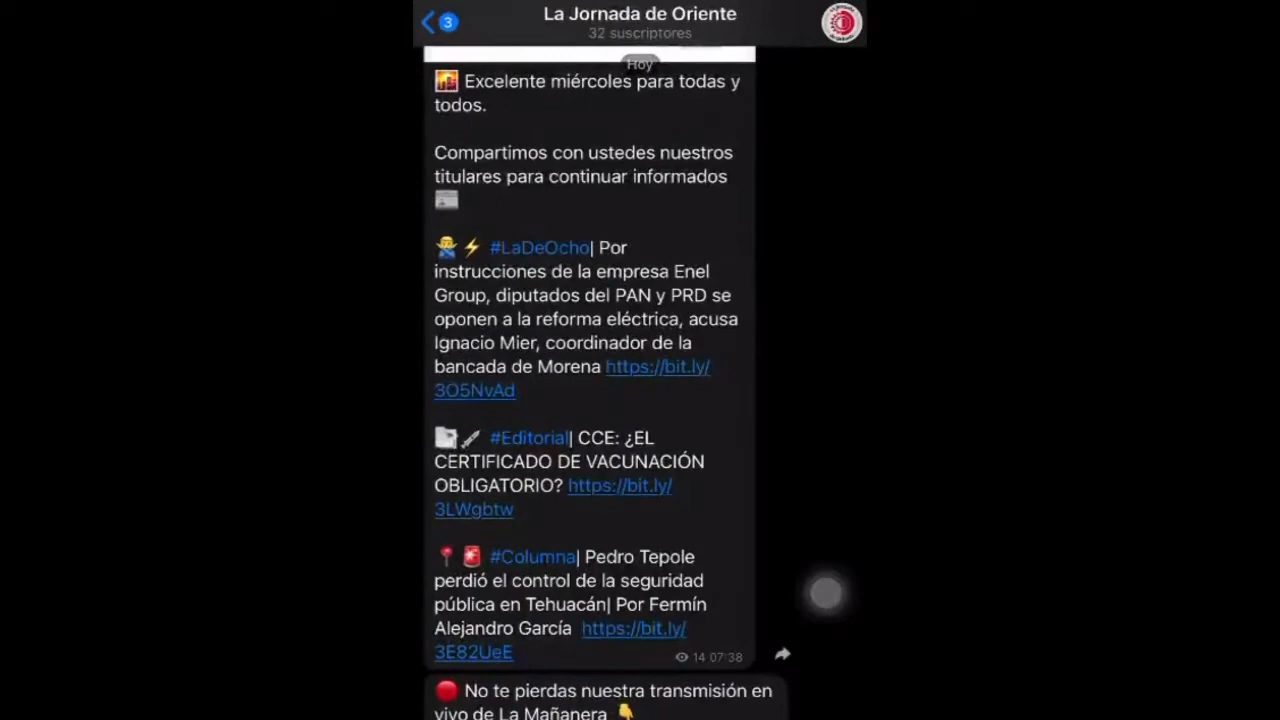 3
La Jornada de Oriente
32 suscriptores
Hoy
Excelente miércoles para todas y
todos.
Compartimos con ustedes nuestros
titulares para continuar informados
#LaDeOcho| Por
instrucciones de la empresa Enel
Group, diputados del PAN y PRD se
oponen a la reforma eléctrica, acusa
Ignacio Mier, coordinador de la
bancada de Morena https://bit.ly/
3O5NvAd
#Editorial| CCE: ¿EL
CERTIFICADO DE VACUNACIÓN
OBLIGATORIO? https://bit.ly/
3LWgbtw
#Columna| Pedro Tepole
perdió el control de la seguridad
pública en Tehuacán| Por Fermín
Alejandro García https://bit.ly/
3E82UeE
14 07:38
No te pierdas nuestra transmisión en
vivo de La Mañanera